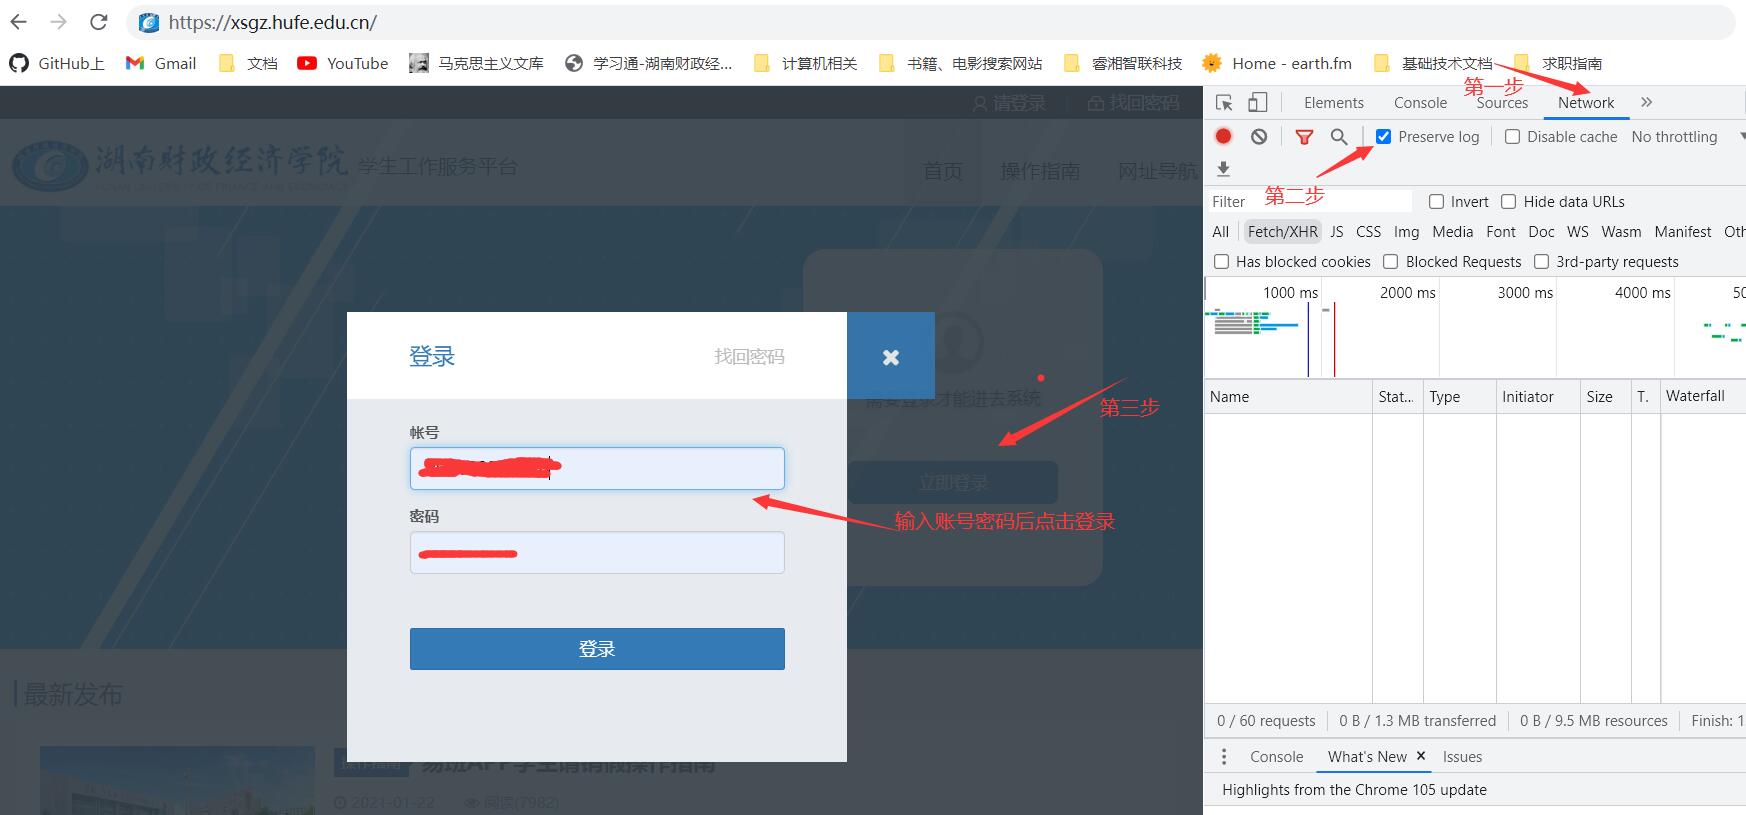 https://xsgz.hufe.edu.cn/
GitHub上 Gmail 文档 YouTube 马克思主义文库 学习通-湖南财政经... 计算机相关 书籍、电影搜索网站 睿湘智联科技 Home - earth.fm 基础技术文档 求职指南
第一步
请登录 找回密码
Elements Console Sources Network
Preserve log Disable cache No throttling
湖南财政经济学院 学生工作服务平台
HUNAN UNIVERSITY OF FINANCE AND ECONOMICS
首页 操作指南 网址导航
第二步
Filter Invert Hide data URLs
All Fetch/XHR JS CSS Img Media Font Doc WS Wasm Manifest Oth
Has blocked cookies Blocked Requests 3rd-party requests
1000 ms 2000 ms 3000 ms 4000 ms 50
登录 找回密码
需要登录才能进去系统
第三步
Name Stat... Type Initiator Size T. Waterfall
帐号
立即登录
输入账号密码后点击登录
密码
登录
最新发布
操作指南 易班APP学生请销假操作指南
2021-01-22 阅读(7982)
0 / 60 requests 0 B / 1.3 MB transferred 0 B / 9.5 MB resources Finish: 1
Console What's New Issues
Highlights from the Chrome 105 update